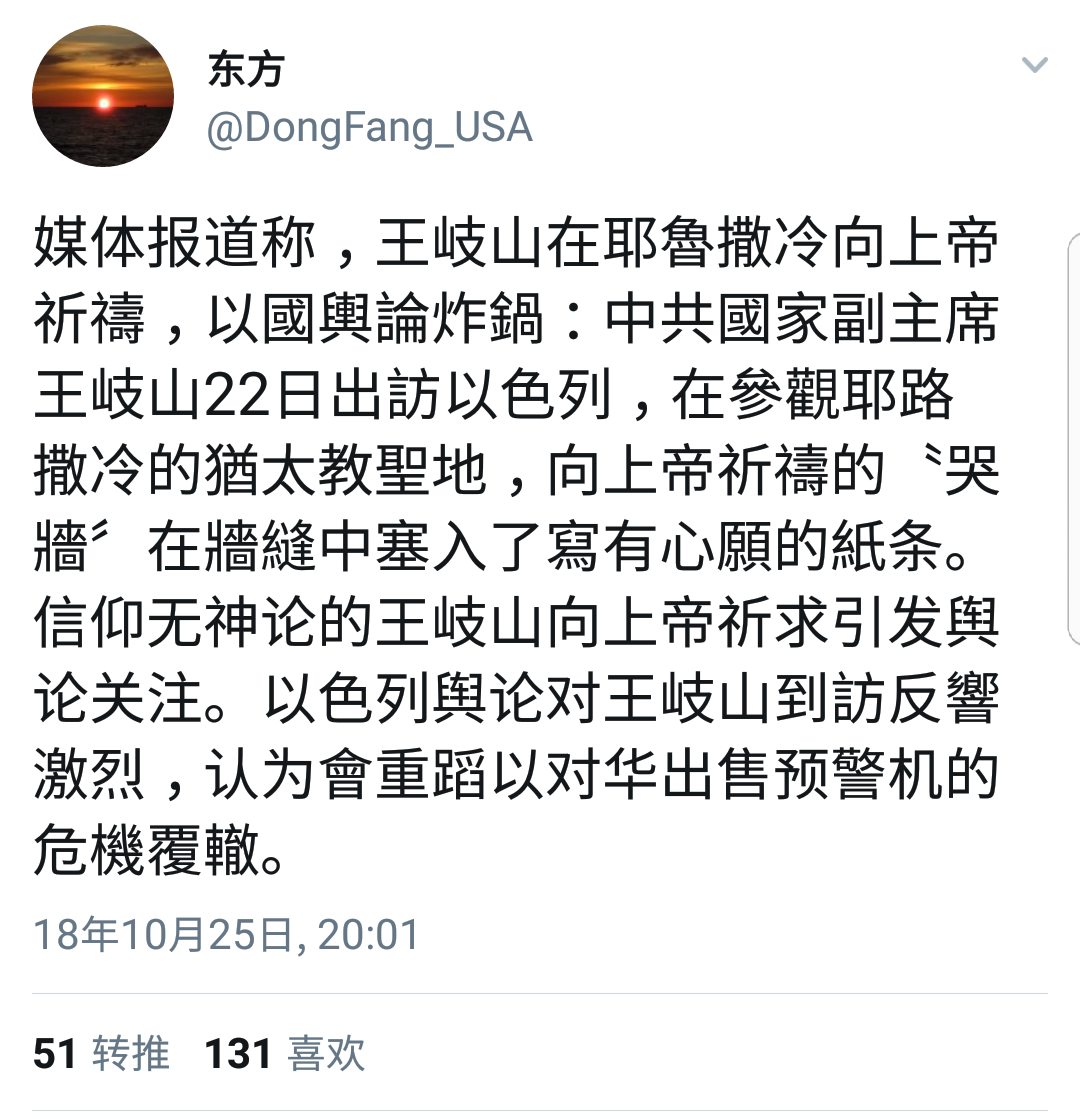 东方
@DongFang_USA
媒体报道称，王岐山在耶魯撒冷向上帝
祈禱，以國輿論炸鍋：中共國家副主席
王岐山22日出訪以色列，在參觀耶路
撒冷的猶太教聖地，向上帝祈禱的〝哭
牆〞在牆縫中塞入了寫有心願的紙条。
信仰无神论的王岐山向上帝祈求引发舆
论关注。以色列舆论对王岐山到訪反響
激烈，认为會重蹈以对华出售预警机的
危機覆轍。
18年10月25日, 20:01
51 转推 131 喜欢